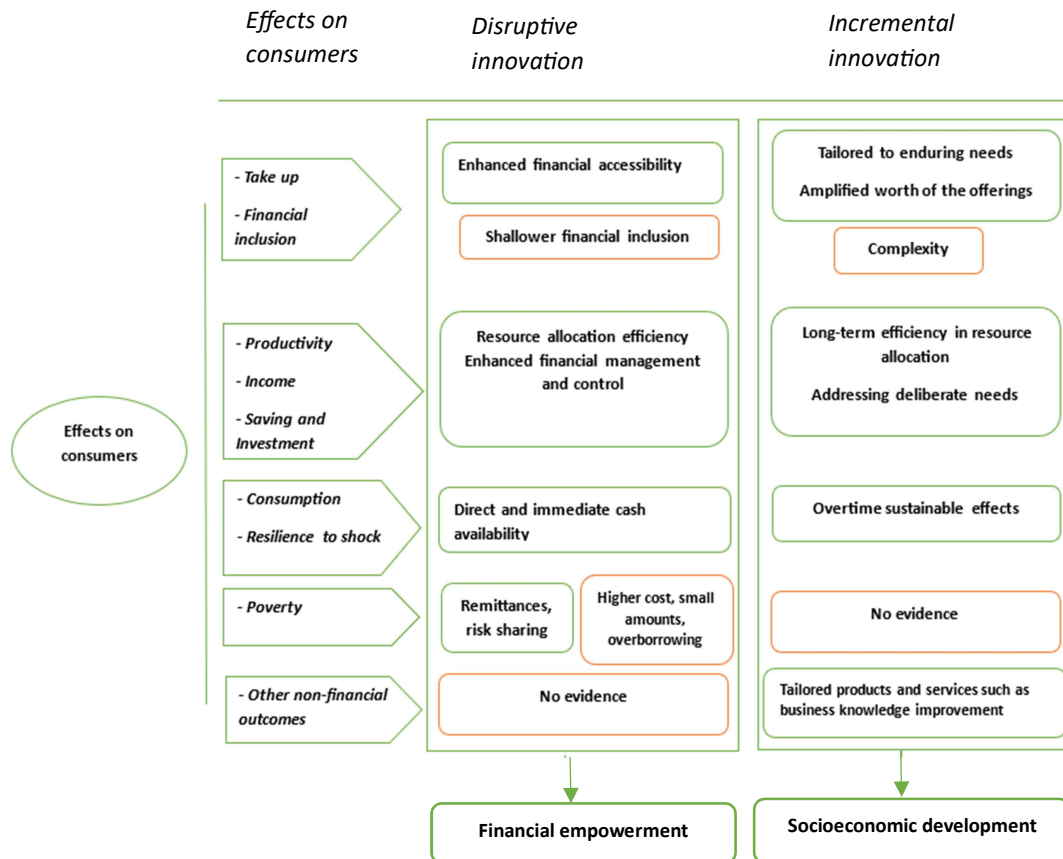 Effects on
consumers
Disruptive
innovation
Incremental
innovation
Effects on
consumers
- Take up
- Financial
inclusion
Enhanced financial accessibility
Shallower financial inclusion
Tailored to enduring needs
Amplified worth of the offerings
Complexity
- Productivity
- Income
- Saving and
Investment
Resource allocation efficiency
Enhanced financial management
and control
Long-term efficiency in resource
allocation
Addressing deliberate needs
- Consumption
- Resilience to shock
Direct and immediate cash
availability
Overtime sustainable effects
- Poverty
Remittances,
risk sharing
Higher cost, small
amounts,
overborrowing
No evidence
- Other non-financial
outcomes
No evidence
Tailored products and services such as
business knowledge improvement
Financial empowerment
Socioeconomic development